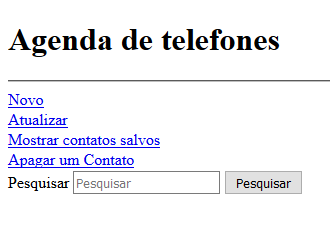 Agenda de telefones
Novo
Atualizar
Mostrar contatos salvos
Apagar um Contato
Pesquisar Pesquisar Pesquisar